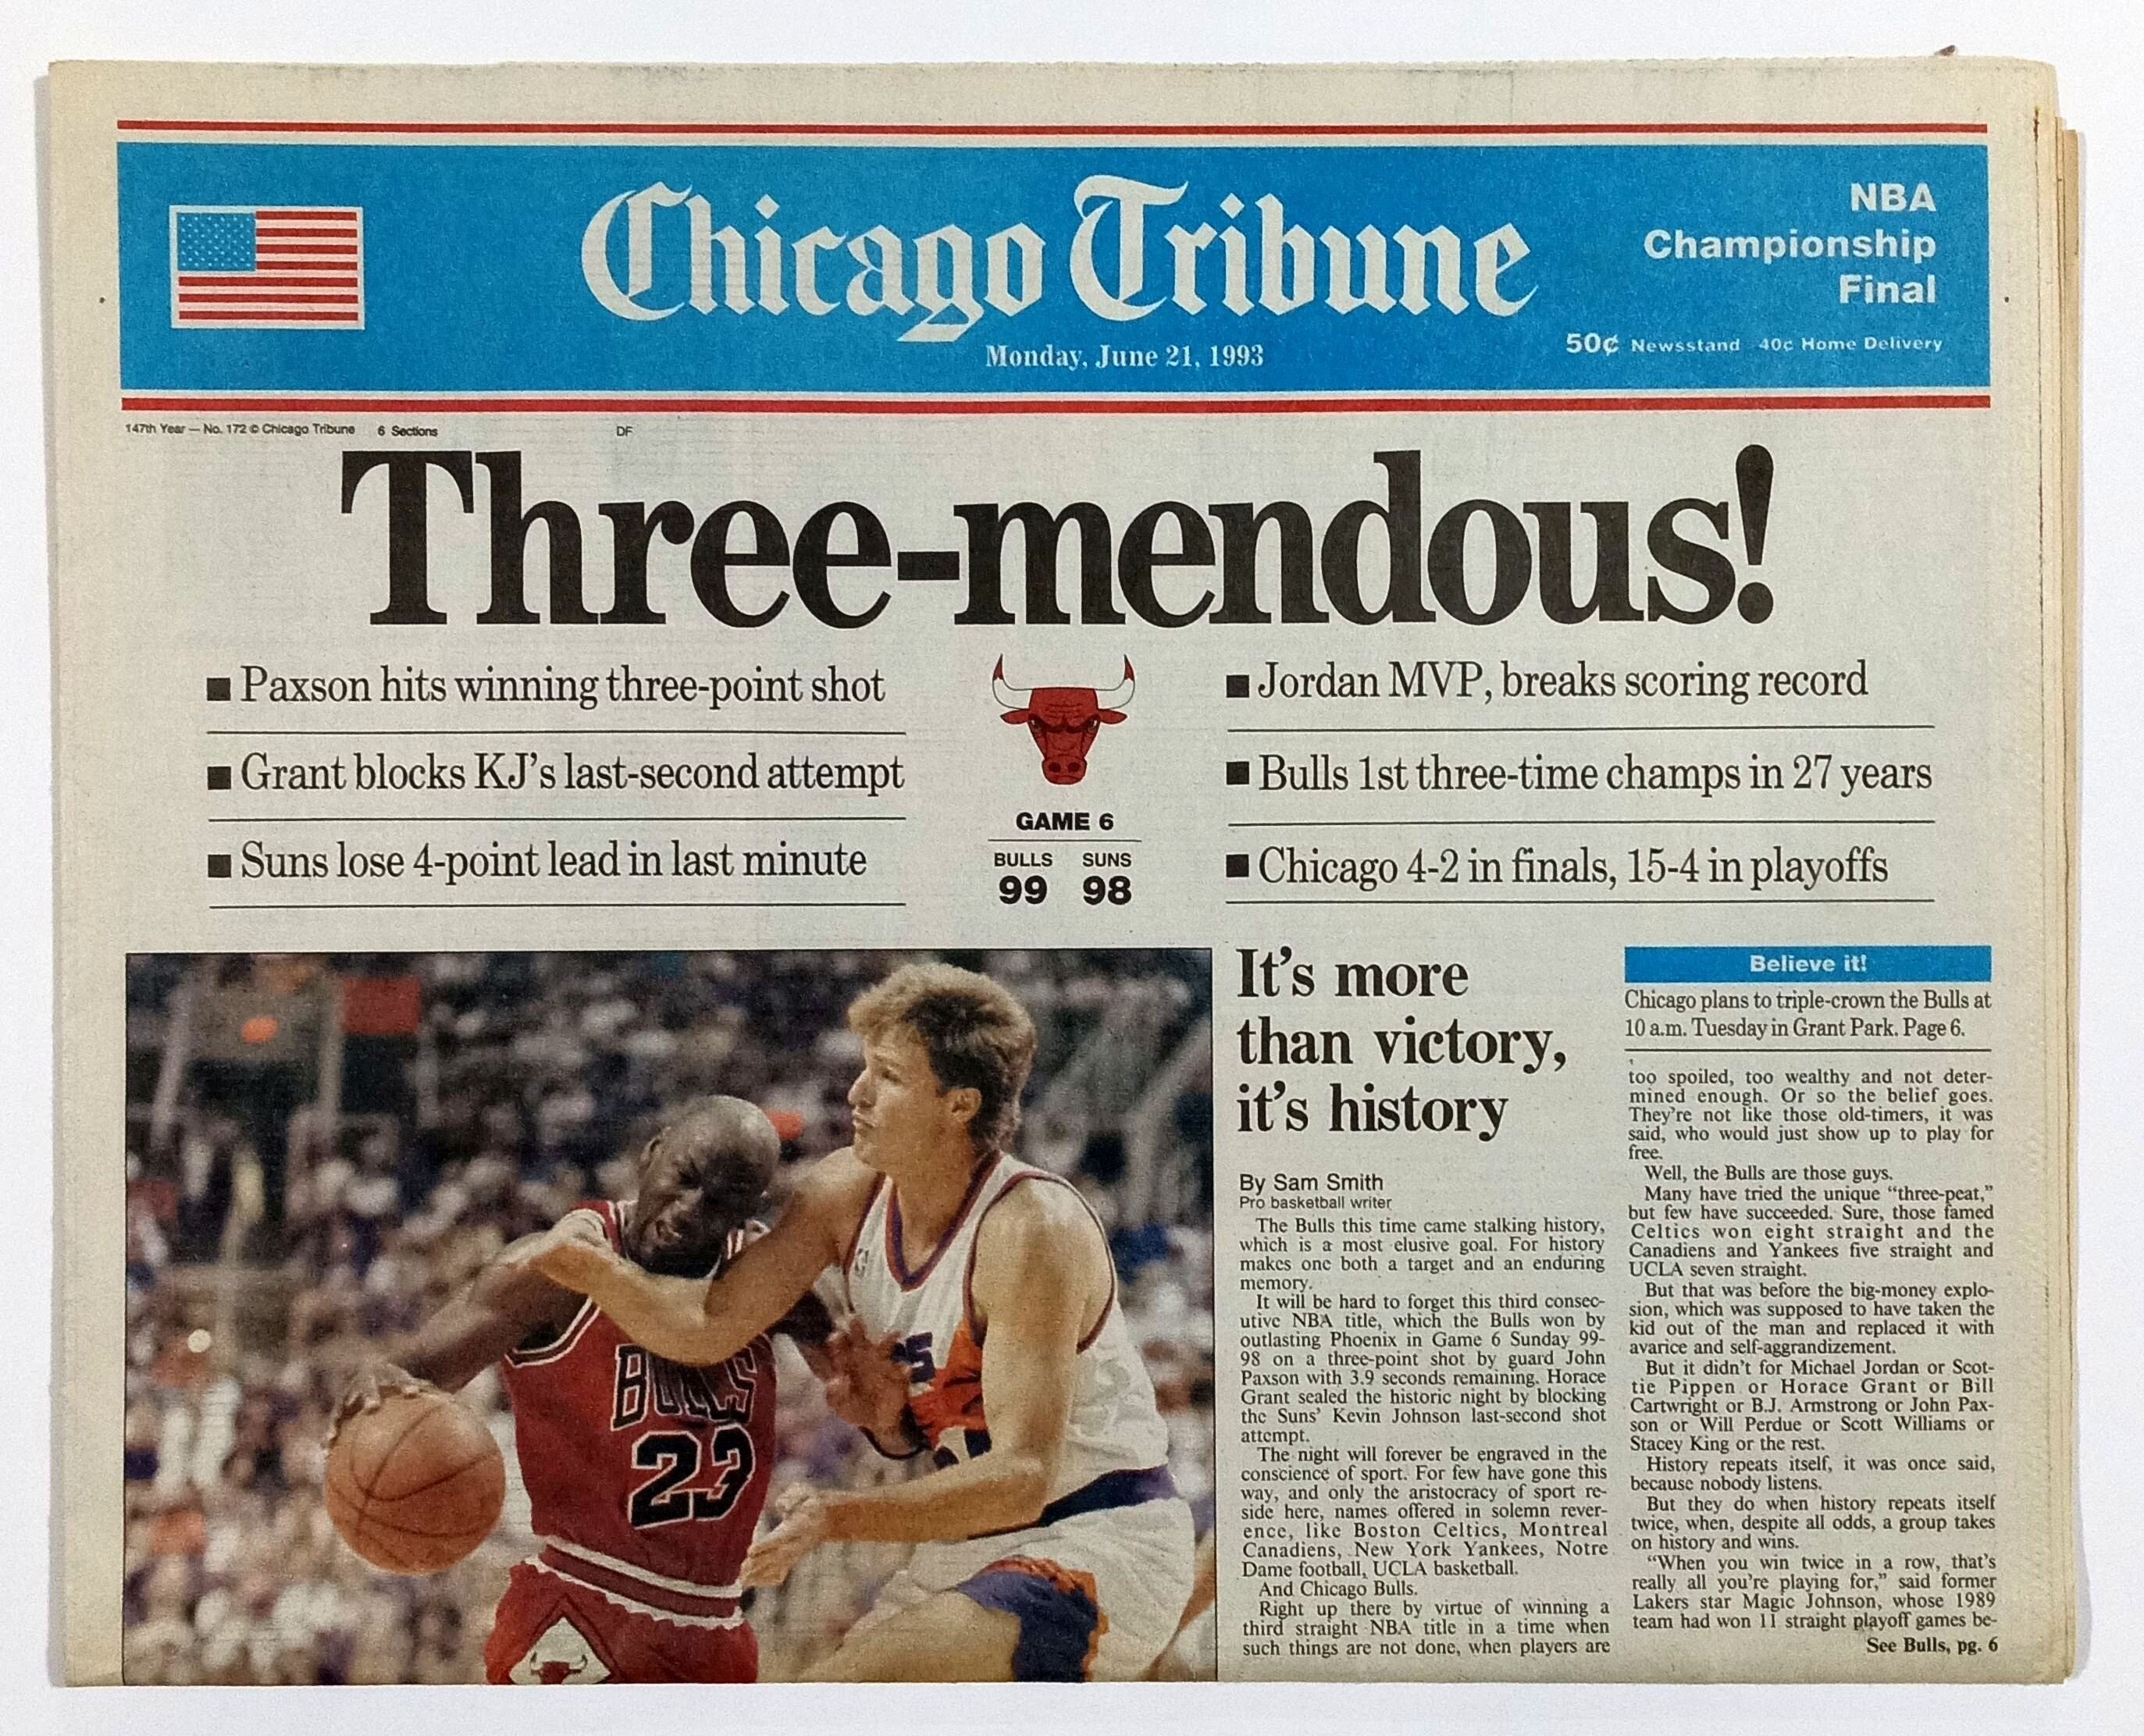 Chicago Tribune
Monday, June 21, 1993
NBA
Championship
Final
50¢ Newsstand 40c Home Delivery
147th Year — No. 172 © Chicago Tribune 6 Sections DF
Three-mendous!
■ Paxson hits winning three-point shot
■ Grant blocks KJ's last-second attempt
■ Suns lose 4-point lead in last minute
GAME 6
BULLS SUNS
99 98
■ Jordan MVP, breaks scoring record
■ Bulls 1st three-time champs in 27 years
■ Chicago 4-2 in finals, 15-4 in playoffs
BULLS
23
It's more
than victory,
it's history
By Sam Smith
Pro basketball writer
The Bulls this time came stalking history,
which is a most elusive goal. For history
makes one both a target and an enduring
memory.
It will be hard to forget this third consec-
utive NBA title, which the Bulls won by
outlasting Phoenix in Game 6 Sunday 99-
98 on a three-point shot by guard John
Paxson with 3.9 seconds remaining. Horace
Grant sealed the historic night by blocking
the Suns' Kevin Johnson last-second shot
attempt.
The night will forever be engraved in the
conscience of sport. For few have gone this
way, and only the aristocracy of sport re-
side here, names offered in solemn rever-
ence, like Boston Celtics, Montreal
Canadiens, New York Yankees, Notre
Dame football, UCLA basketball.
And Chicago Bulls.
Right up there by virtue of winning a
third straight NBA title in a time when
such things are not done, when players are
Believe it!
Chicago plans to triple-crown the Bulls at
10 a.m. Tuesday in Grant Park. Page 6.
too spoiled, too wealthy and not deter-
mined enough. Or so the belief goes.
They're not like those old-timers, it was
said, who would just show up to play for
free.
Well, the Bulls are those guys.
Many have tried the unique "three-peat,"
but few have succeeded. Sure, those famed
Celtics won eight straight and the
Canadiens and Yankees five straight and
UCLA seven straight.
But that was before the big-money explo-
sion, which was supposed to have taken the
kid out of the man and replaced it with
avarice and self-aggrandizement.
But it didn't for Michael Jordan or Scot-
tie Pippen or Horace Grant or Bill
Cartwright or B.J. Armstrong or John Pax-
son or Will Perdue or Scott Williams or
Stacey King or the rest.
History repeats itself, it was once said,
because nobody listens.
But they do when history repeats itself
twice, when, despite all odds, a group takes
on history and wins.
"When you win twice in a row, that's
really all you're playing for," said former
Lakers star Magic Johnson, whose 1989
team had won 11 straight playoff games be-
See Bulls, pg. 6